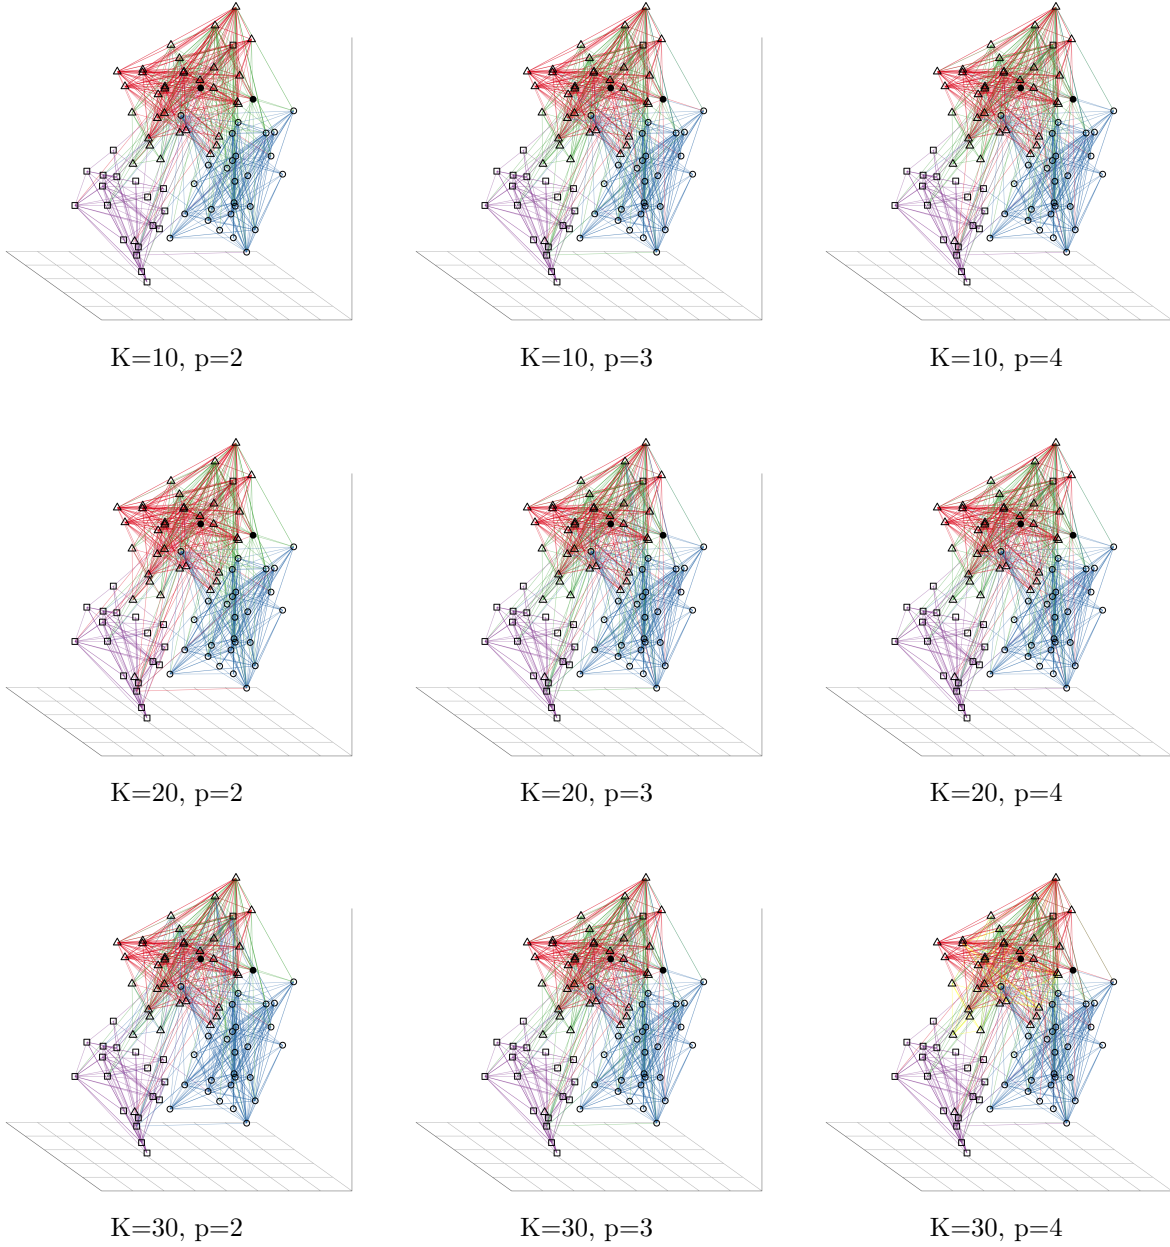 K=10, p=2
K=10, p=3
K=10, p=4
K=20, p=2
K=20, p=3
K=20, p=4
K=30, p=2
K=30, p=3
K=30, p=4